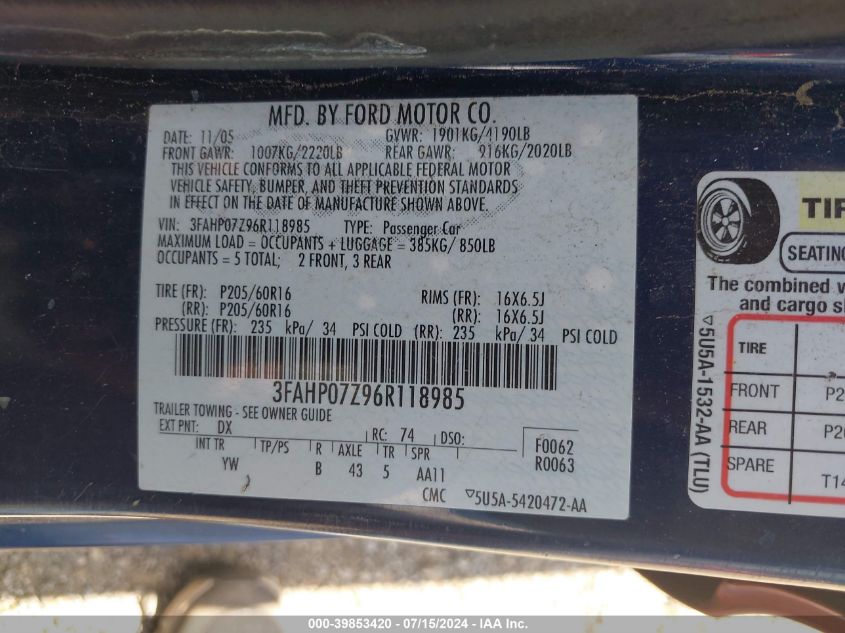 MFD. BY FORD MOTOR CO.
DATE: 11/05 GVWR: 1901KG/4190LB
FRONT GAWR: 1007KG/2220LB REAR GAWR: 916KG/2020LB
THIS VEHICLE CONFORMS TO ALL APPLICABLE FEDERAL MOTOR
VEHICLE SAFETY, BUMPER, AND THEFT PREVENTION STANDARDS
IN EFFECT ON THE DATE OF MANUFACTURE SHOWN ABOVE.
VIN: 3FAHP07Z96R118985 TYPE: Passenger Car
MAXIMUM LOAD = OCCUPANTS + LUGGAGE = 385KG/ 850LB
OCCUPANTS = 5 TOTAL; 2 FRONT, 3 REAR
TIRE (FR): P205/60R16 RIMS (FR): 16X6.5J
(RR): P205/60R16 (RR): 16X6.5J
PRESSURE (FR): 235 kPa/ 34 PSI COLD (RR): 235 kPa/ 34 PSI COLD
3FAHP07Z96R118985
TRAILER TOWING - SEE OWNER GUIDE
EXT PNT: DX RC: 74 DSO: F0062
INT TR TP/PS R AXLE TR SPR R0063
YW B 43 5 AA11
CMC ▽5U5A-5420472-AA
TIR
SEATING
The combined
and cargo
TIRE
FRONT P2
REAR P20
SPARE T14
▽5U5A-1532-AA (TLU)
000-39853420 - 07/15/2024 - IAA Inc.